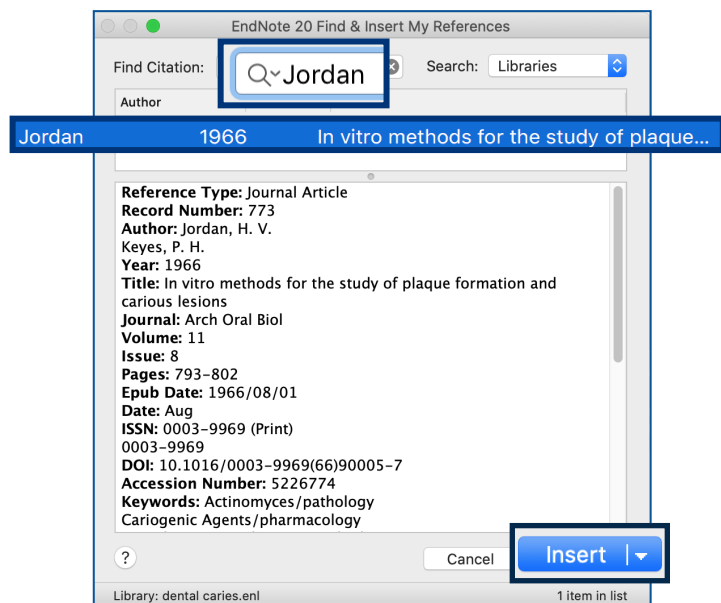 EndNote 20 Find & Insert My References
Find Citation: Jordan Search: Libraries
Author
Jordan 1966 In vitro methods for the study of plaque...
Reference Type: Journal Article
Record Number: 773
Author: Jordan, H. V.
Keyes, P. H.
Year: 1966
Title: In vitro methods for the study of plaque formation and
carious lesions
Journal: Arch Oral Biol
Volume: 11
Issue: 8
Pages: 793-802
Epub Date: 1966/08/01
Date: Aug
ISSN: 0003-9969 (Print)
0003-9969
DOI: 10.1016/0003-9969(66)90005-7
Accession Number: 5226774
Keywords: Actinomyces/pathology
Cariogenic Agents/pharmacology
? Cancel Insert
Library: dental caries.enl 1 item in list